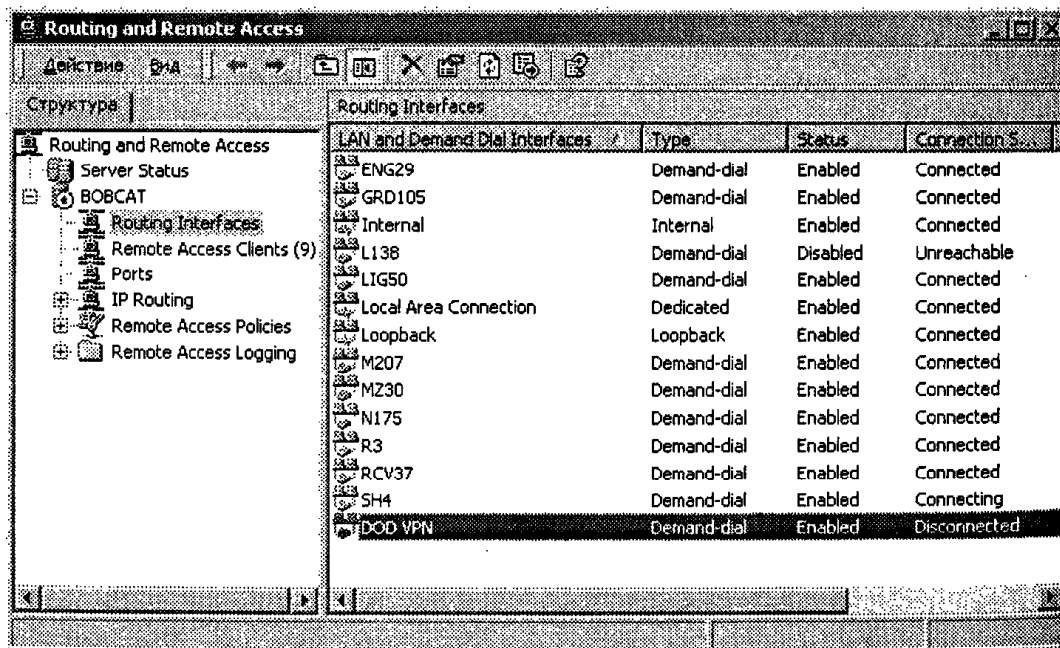 Routing and Remote Access
Действие Вид
Структура
Routing and Remote Access
Server Status
BOBCAT
Routing Interfaces
Remote Access Clients (9)
Ports
IP Routing
Remote Access Policies
Remote Access Logging
Routing Interfaces
LAN and Demand Dial Interfaces Type Status Connection S...
ENG29 Demand-dial Enabled Connected
GRD105 Demand-dial Enabled Connected
Internal Internal Enabled Connected
L138 Demand-dial Disabled Unreachable
LIG50 Demand-dial Enabled Connected
Local Area Connection Dedicated Enabled Connected
Loopback Loopback Enabled Connected
M207 Demand-dial Enabled Connected
MZ30 Demand-dial Enabled Connected
N175 Demand-dial Enabled Connected
R3 Demand-dial Enabled Connected
RCV37 Demand-dial Enabled Connected
SH4 Demand-dial Enabled Connecting
DOD VPN Demand-dial Enabled Disconnected